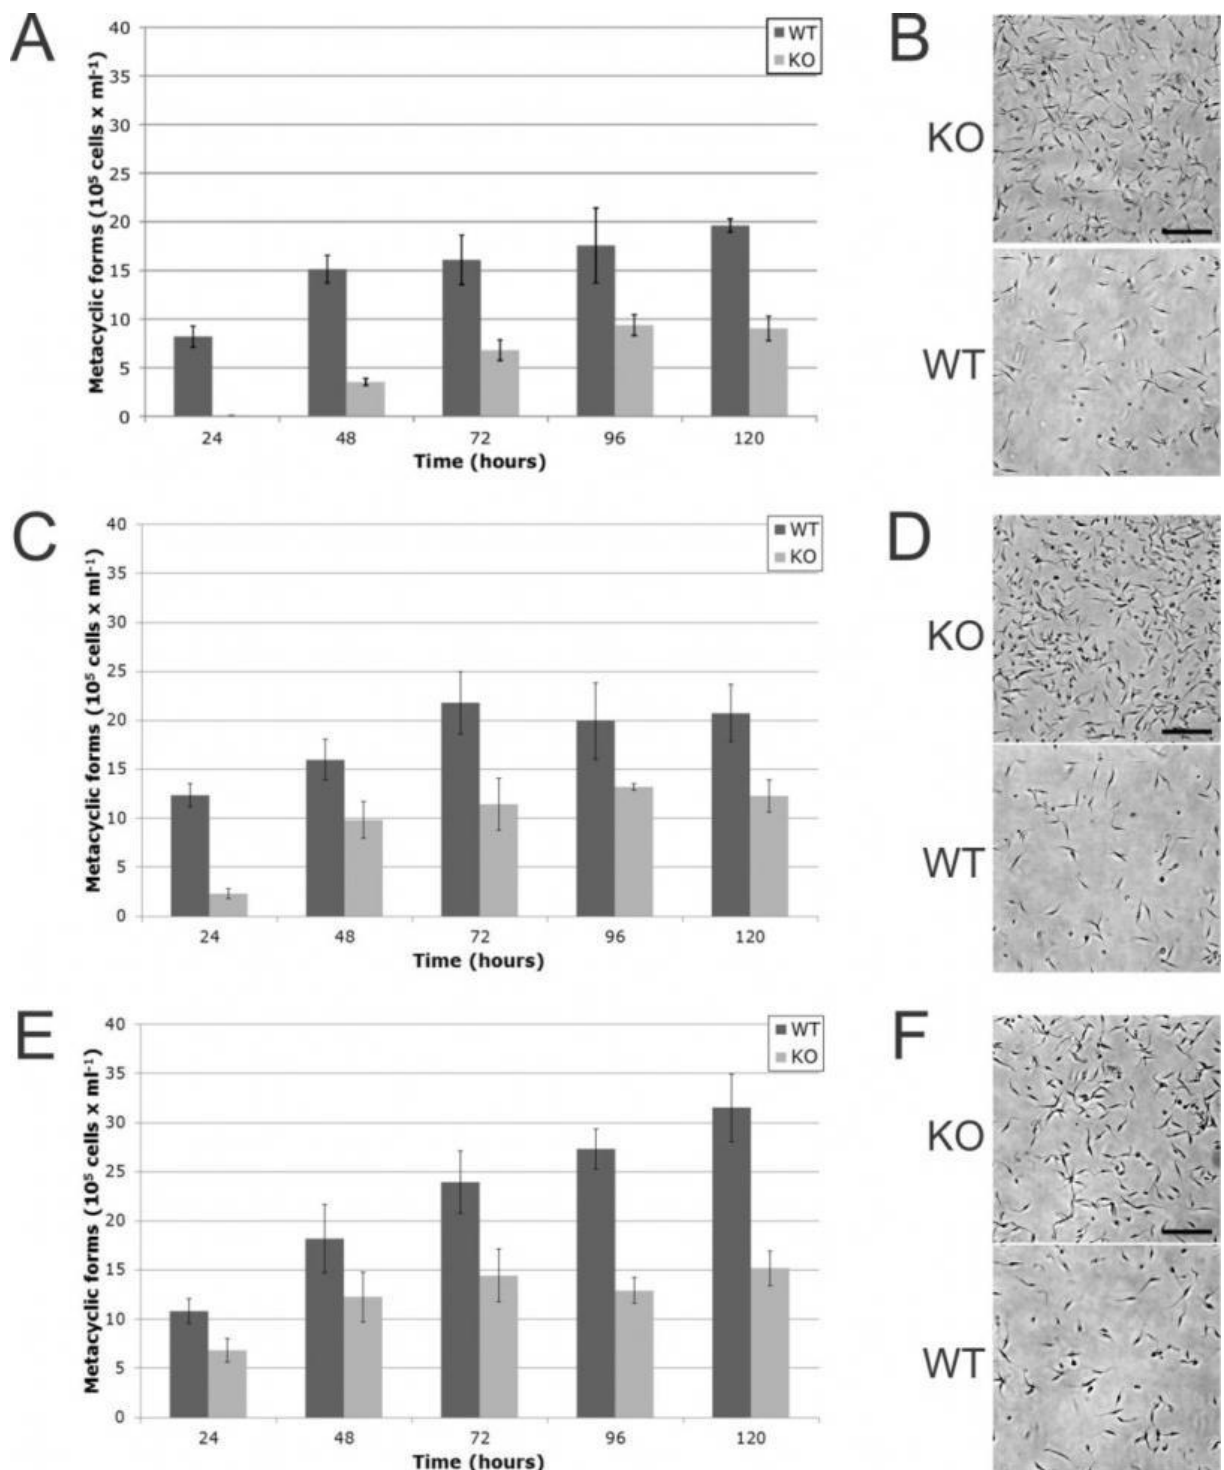 A
Metacyclic forms (10⁵ cells x ml⁻¹)
40
35
30
25
20
15
10
5
0
WT
KO
24 48 72 96 120
Time (hours)
B
KO
WT
C
Metacyclic forms (10⁵ cells x ml⁻¹)
40
35
30
25
20
15
10
5
0
WT
KO
24 48 72 96 120
Time (hours)
D
KO
WT
E
Metacyclic forms (10⁵ cells x ml⁻¹)
40
35
30
25
20
15
10
5
0
WT
KO
24 48 72 96 120
Time (hours)
F
KO
WT